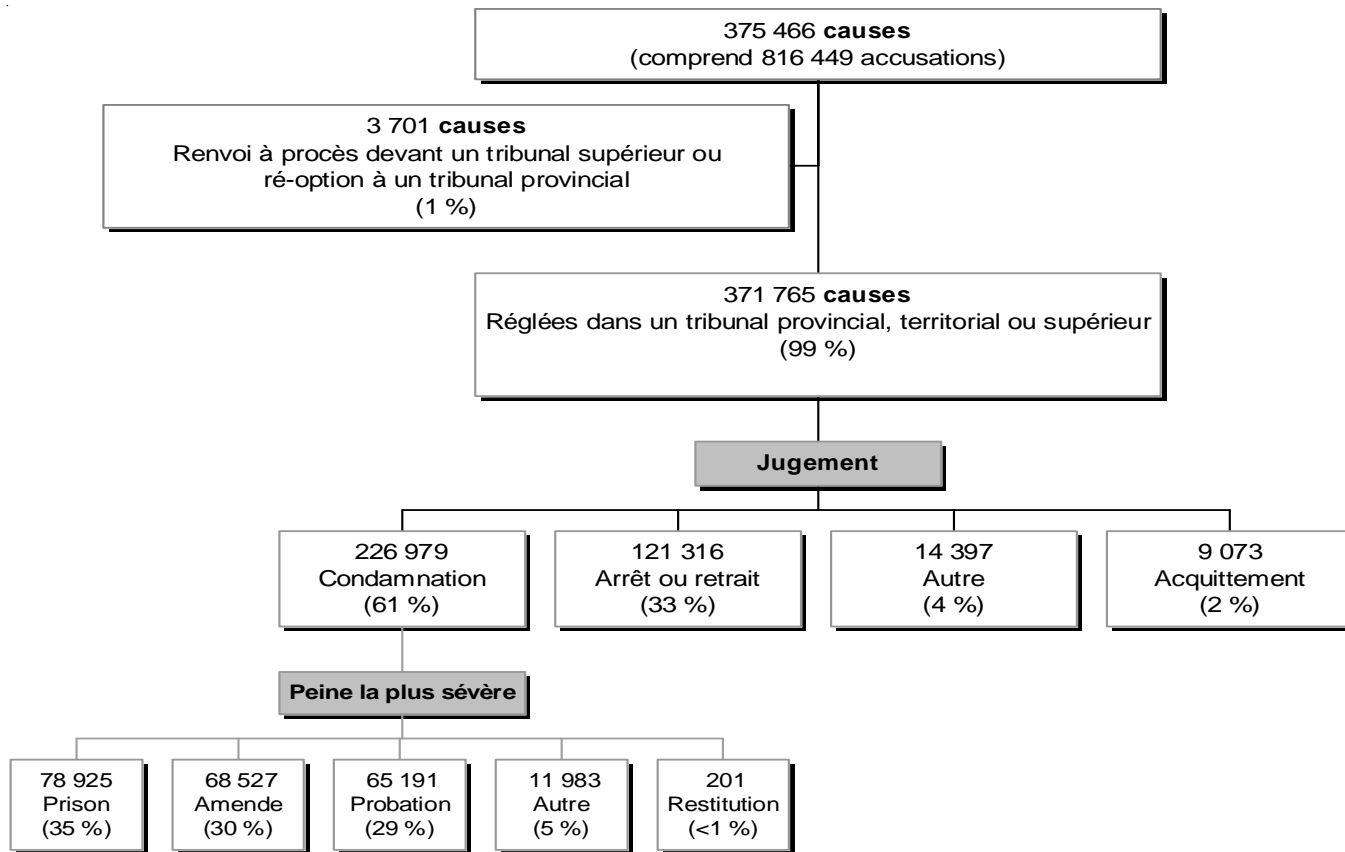 375 466 causes
(comprend 816 449 accusations)
3 701 causes
Renvoi à procès devant un tribunal supérieur ou
ré-option à un tribunal provincial
(1 %)
371 765 causes
Réglées dans un tribunal provincial, territorial ou supérieur
(99 %)
Jugement
226 979
Condamnation
(61 %)
121 316
Arrêt ou retrait
(33 %)
14 397
Autre
(4 %)
9 073
Acquittement
(2 %)
Peine la plus sévère
78 925
Prison
(35 %)
68 527
Amende
(30 %)
65 191
Probation
(29 %)
11 983
Autre
(5 %)
201
Restitution
(<1 %)